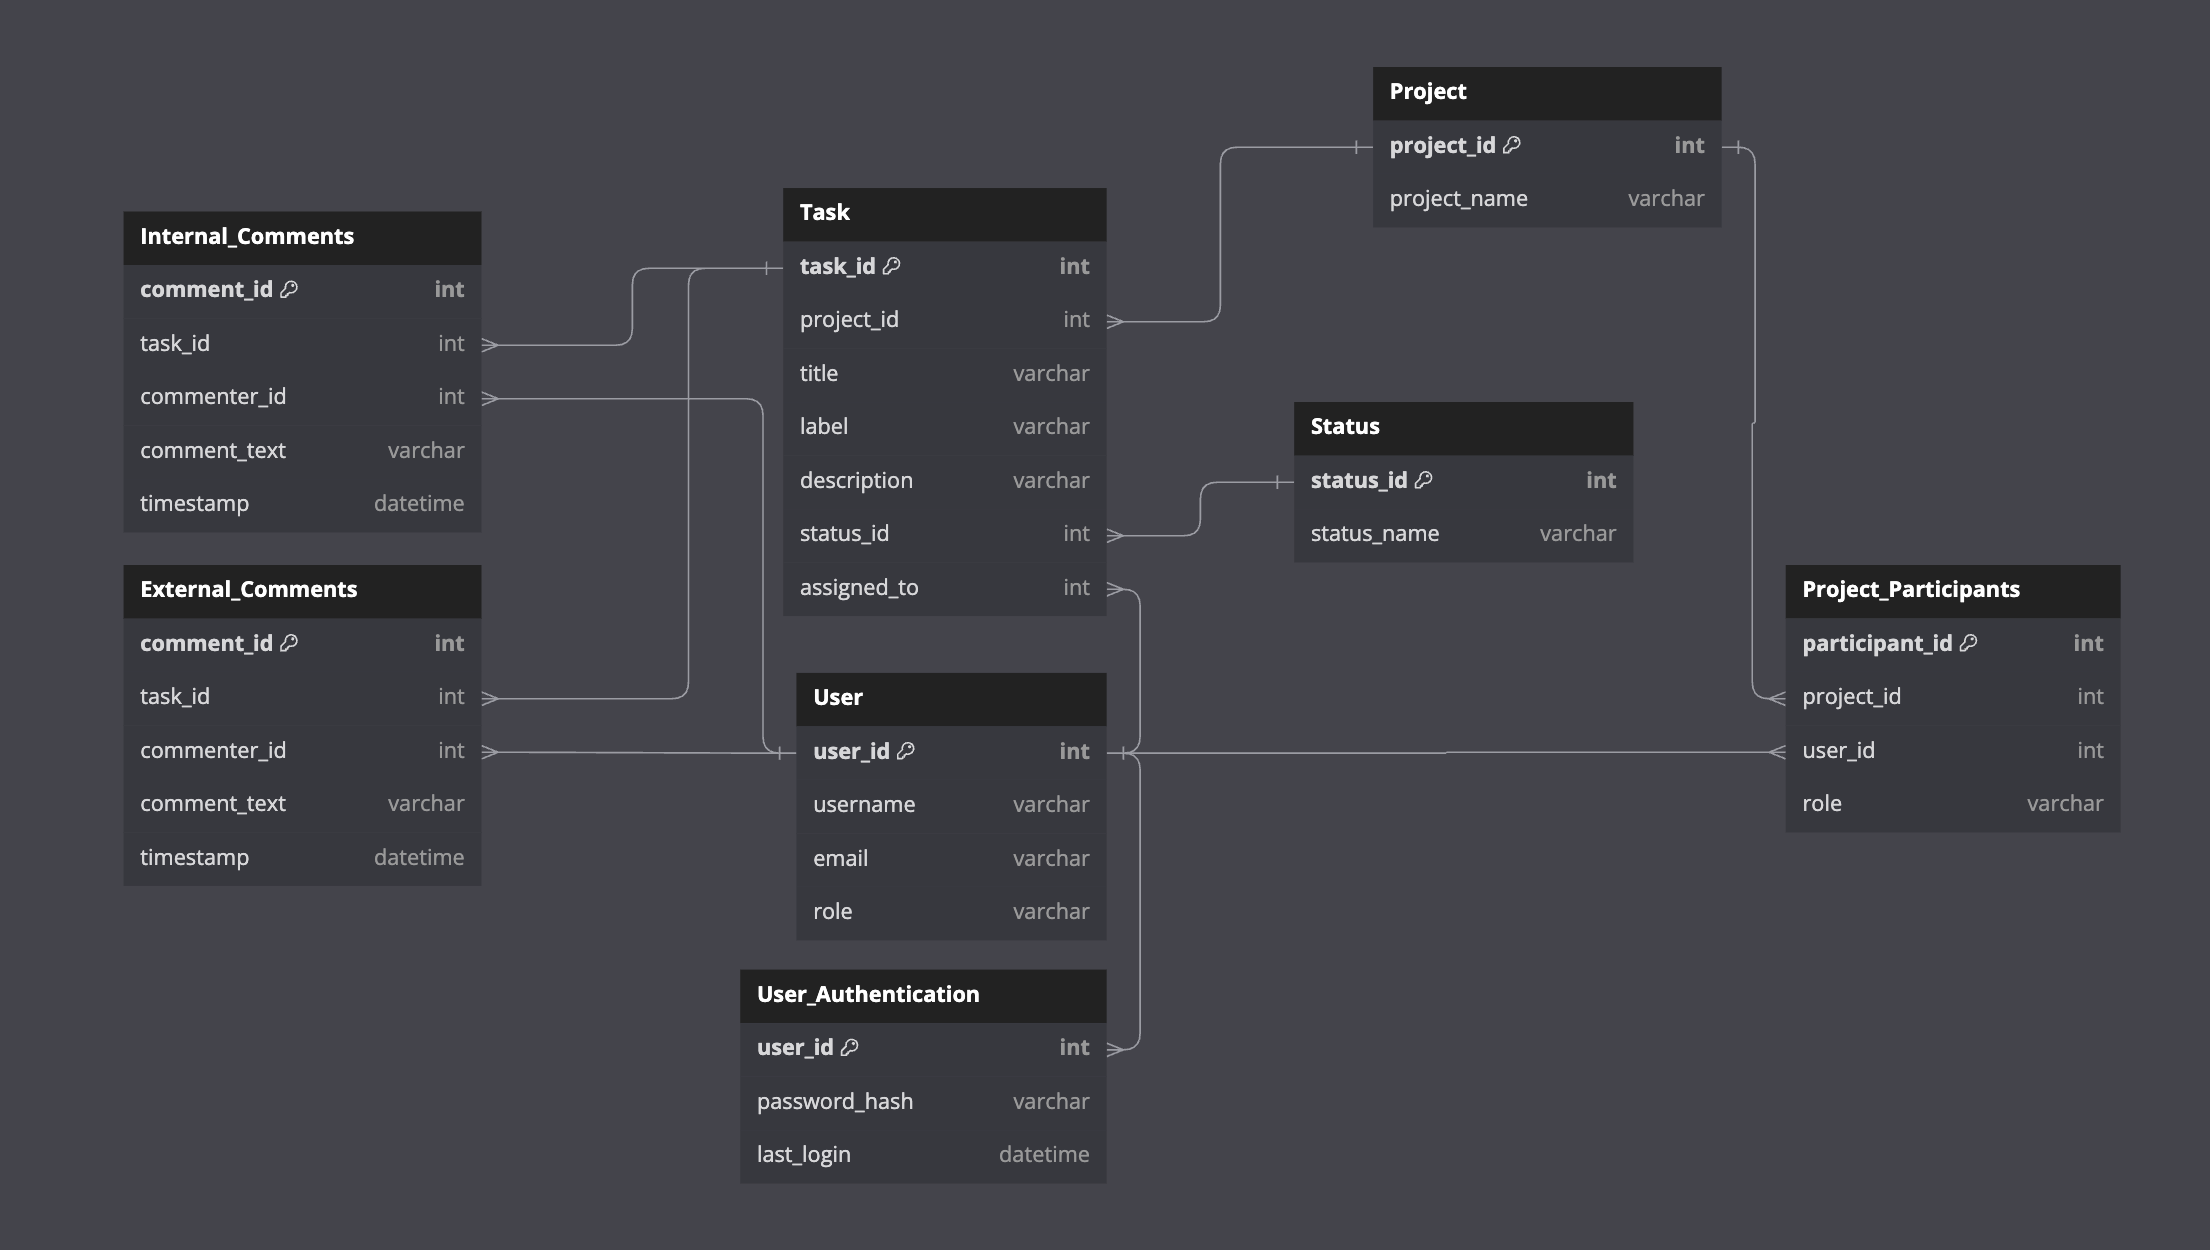 Project
project_id int
project_name varchar
Task
task_id int
project_id int
title varchar
label varchar
description varchar
status_id int
assigned_to int
Internal_Comments
comment_id int
task_id int
commenter_id int
comment_text varchar
timestamp datetime
Status
status_id int
status_name varchar
External_Comments
comment_id int
task_id int
commenter_id int
comment_text varchar
timestamp datetime
Project_Participants
participant_id int
project_id int
user_id int
role varchar
User
user_id int
username varchar
email varchar
role varchar
User_Authentication
user_id int
password_hash varchar
last_login datetime